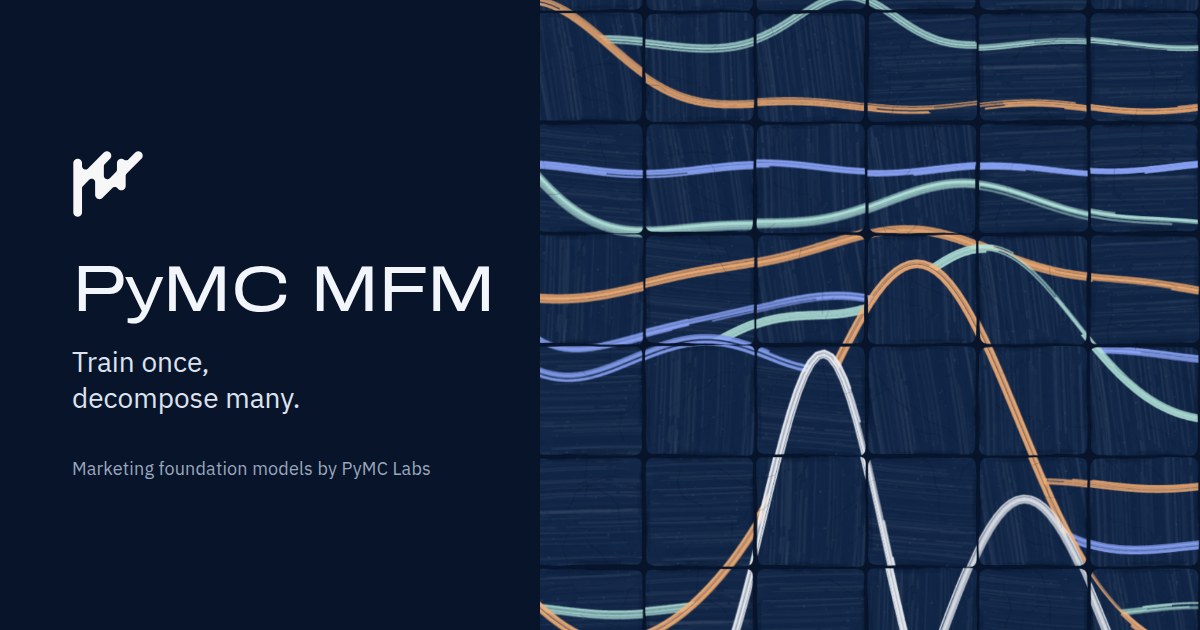 PyMC MFM
Train once,
decompose many.
Marketing foundation models by PyMC Labs